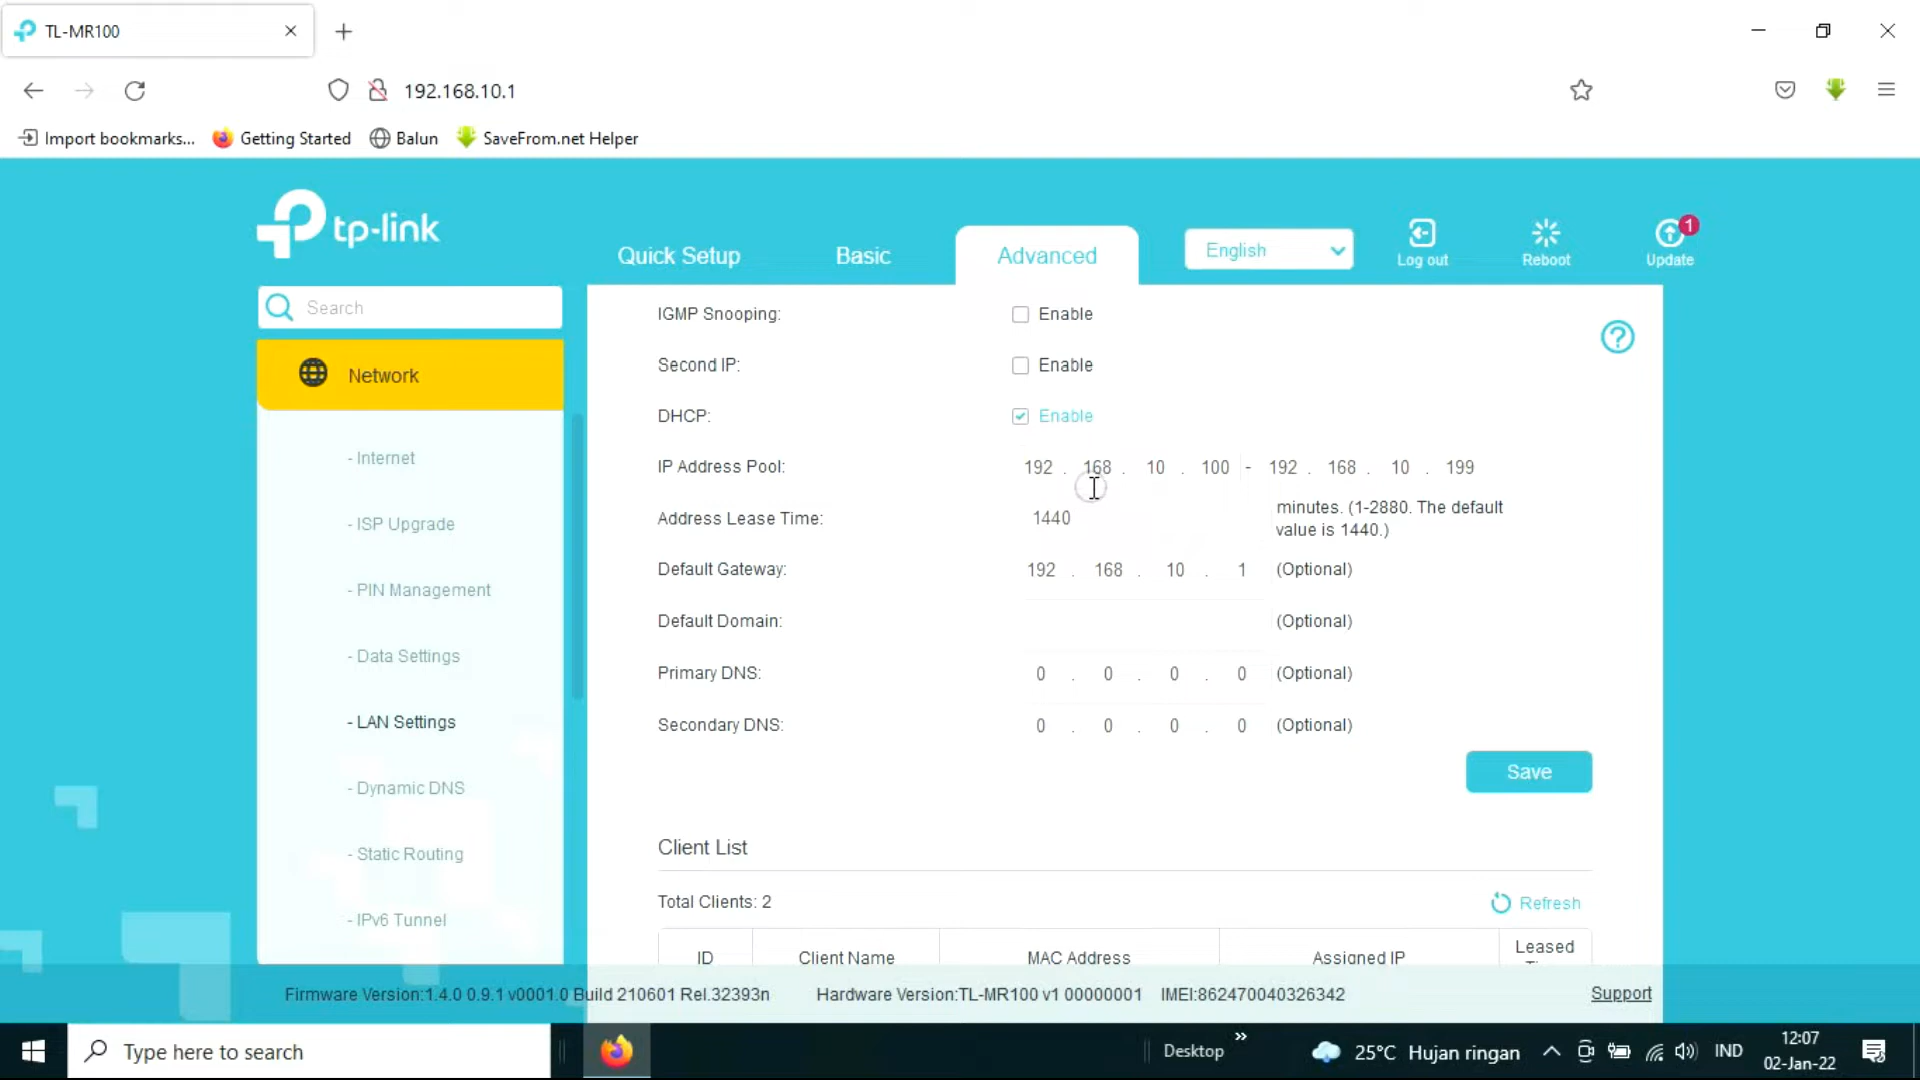 TL-MR100
192.168.10.1
Import bookmarks... Getting Started Balun SaveFrom.net Helper
tp-link
Quick Setup Basic Advanced English Log out Reboot Update 1
Search
Network
- Internet
- ISP Upgrade
- PIN Management
- Data Settings
- LAN Settings
- Dynamic DNS
- Static Routing
- IPv6 Tunnel
IGMP Snooping: Enable
Second IP: Enable
DHCP: Enable
IP Address Pool: 192 . 168 . 10 . 100 - 192 . 168 . 10 . 199
Address Lease Time: 1440 minutes. (1-2880. The default
value is 1440.)
Default Gateway: 192 . 168 . 10 . 1 (Optional)
Default Domain: (Optional)
Primary DNS: 0 . 0 . 0 . 0 (Optional)
Secondary DNS: 0 . 0 . 0 . 0 (Optional)
Save
Client List
Total Clients: 2 Refresh
ID Client Name MAC Address Assigned IP Leased
Firmware Version:1.4.0 0.9.1 v0001.0 Build 210601 Rel.32393n Hardware Version:TL-MR100 v1 00000001 IMEI:862470040326342 Support
Type here to search Desktop 25°C Hujan ringan IND 12:07
02-Jan-22